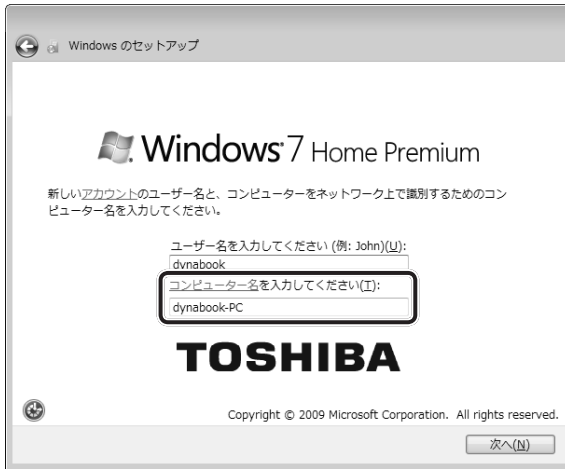 Windows のセットアップ
Windows 7 Home Premium
新しいアカウントのユーザー名と、コンピューターをネットワーク上で識別するためのコン
ピューター名を入力してください。
ユーザー名を入力してください (例: John)(U):
dynabook
コンピューター名を入力してください(T):
dynabook-PC
TOSHIBA
Copyright © 2009 Microsoft Corporation. All rights reserved.
次へ(N)